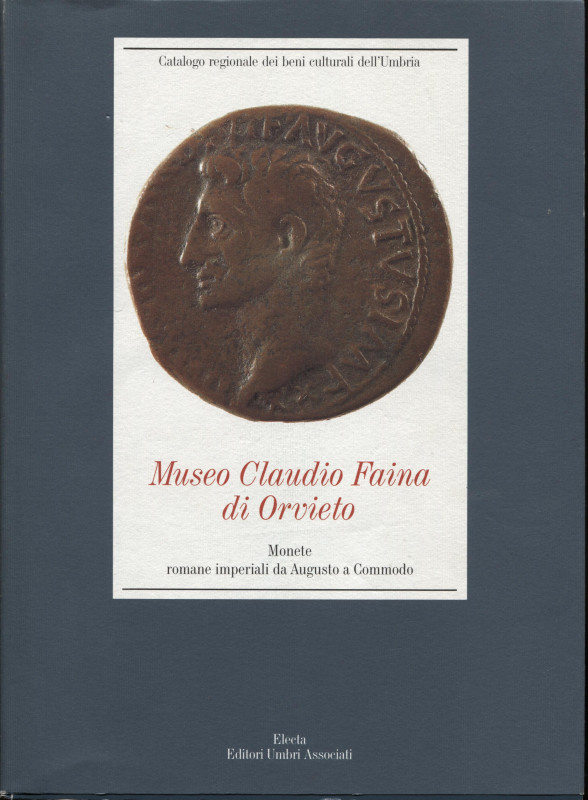 Catalogo regionale dei beni culturali dell'Umbria
F·AVGVSTVS IMP
Museo Claudio Faina
di Orvieto
Monete
romane imperiali da Augusto a Commodo
Electa
Editori Umbri Associati